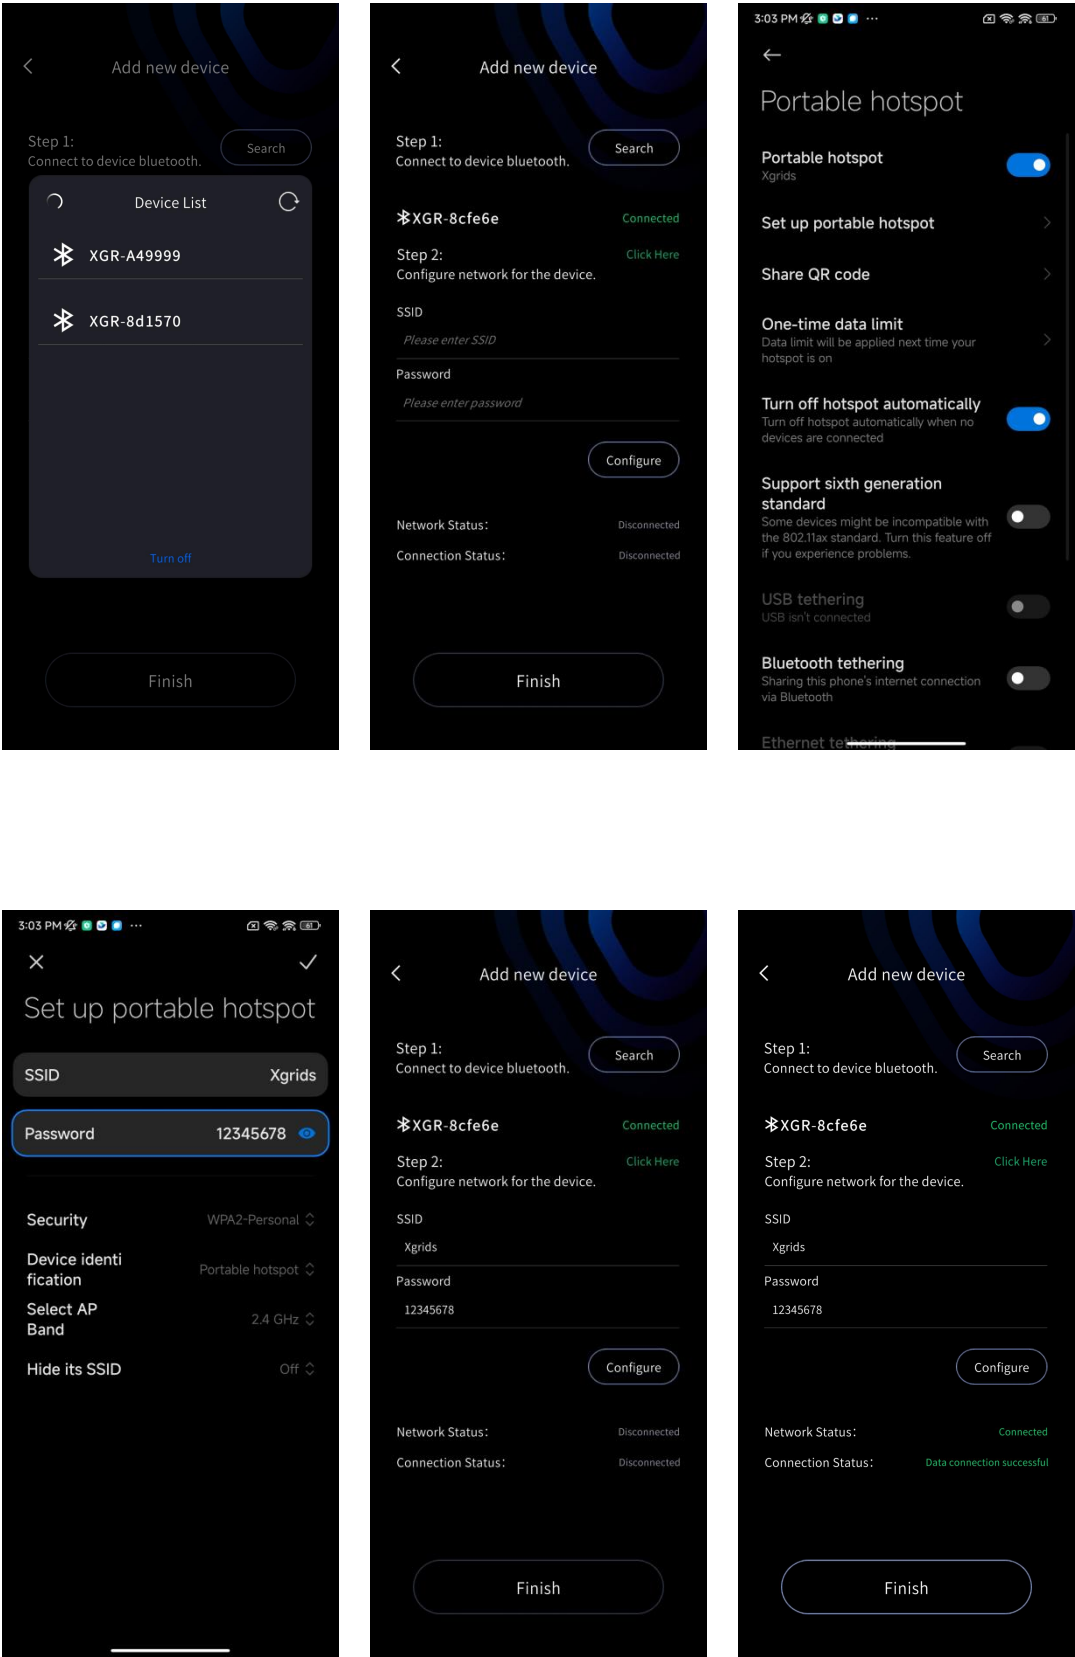 Add new device
Step 1:
Connect to device bluetooth.
Search
Device List
XGR-A49999
XGR-8d1570
Turn off
Finish
Add new device
Step 1:
Connect to device bluetooth.
Search
XGR-8cfe6e
Connected
Step 2:
Click Here
Configure network for the device.
SSID
Please enter SSID
Password
Please enter password
Configure
Network Status:
Disconnected
Connection Status:
Disconnected
Finish
3:03 PM
61
Portable hotspot
Portable hotspot
Xgrids
Set up portable hotspot
Share QR code
One-time data limit
Data limit will be applied next time your
hotspot is on
Turn off hotspot automatically
Turn off hotspot automatically when no
devices are connected
Support sixth generation
standard
Some devices might be incompatible with
the 802.11ax standard. Turn this feature off
if you experience problems.
USB tethering
USB isn't connected
Bluetooth tethering
Sharing this phone's internet connection
via Bluetooth
Ethernet tethering
3:03 PM
61
Set up portable hotspot
SSID
Xgrids
Password
12345678
Security
WPA2-Personal
Device identi
fication
Portable hotspot
Select AP
Band
2.4 GHz
Hide its SSID
Off
Add new device
Step 1:
Connect to device bluetooth.
Search
XGR-8cfe6e
Connected
Step 2:
Click Here
Configure network for the device.
SSID
Xgrids
Password
12345678
Configure
Network Status:
Disconnected
Connection Status:
Disconnected
Finish
Add new device
Step 1:
Connect to device bluetooth.
Search
XGR-8cfe6e
Connected
Step 2:
Click Here
Configure network for the device.
SSID
Xgrids
Password
12345678
Configure
Network Status:
Connected
Connection Status:
Data connection successful
Finish